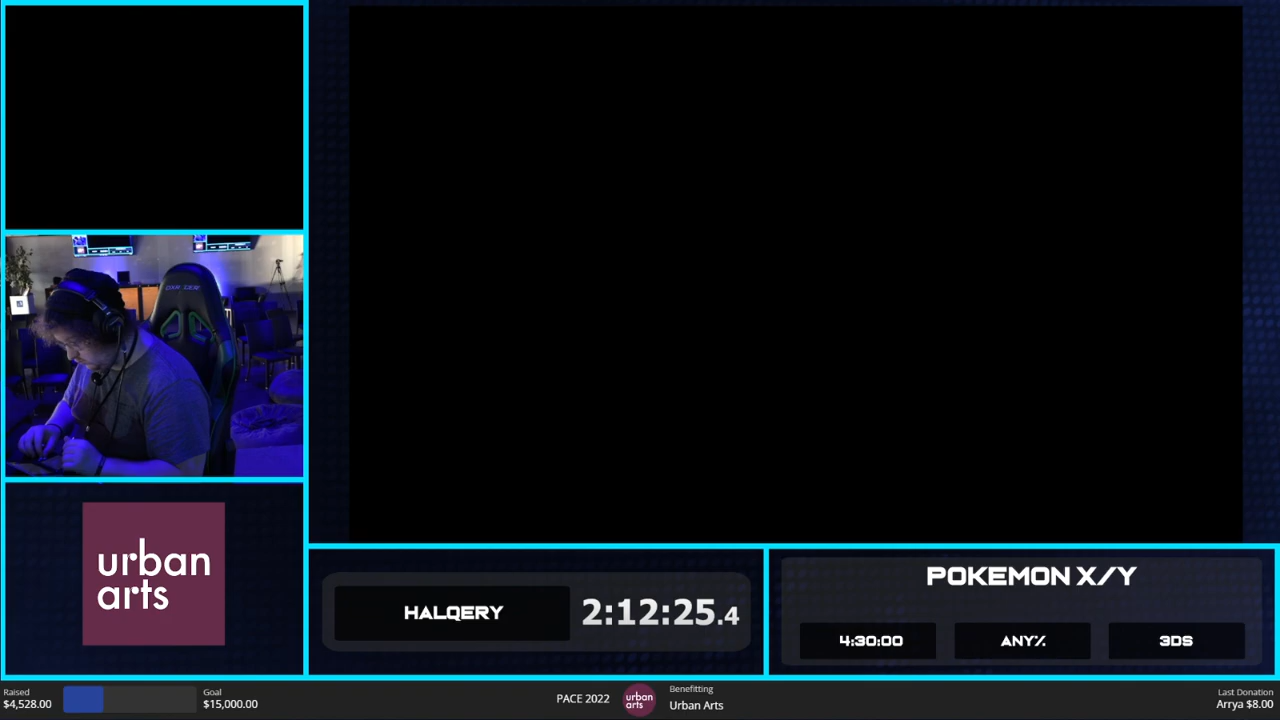 urban
arts
HALQERY
2:12:25.4
POKEMON X/Y
4:30:00
ANY%
3DS
Raised
$4,528.00
Goal
$15,000.00
PACE 2022
urban
arts
Benefitting
Urban Arts
Last Donation
Arrya $8.00